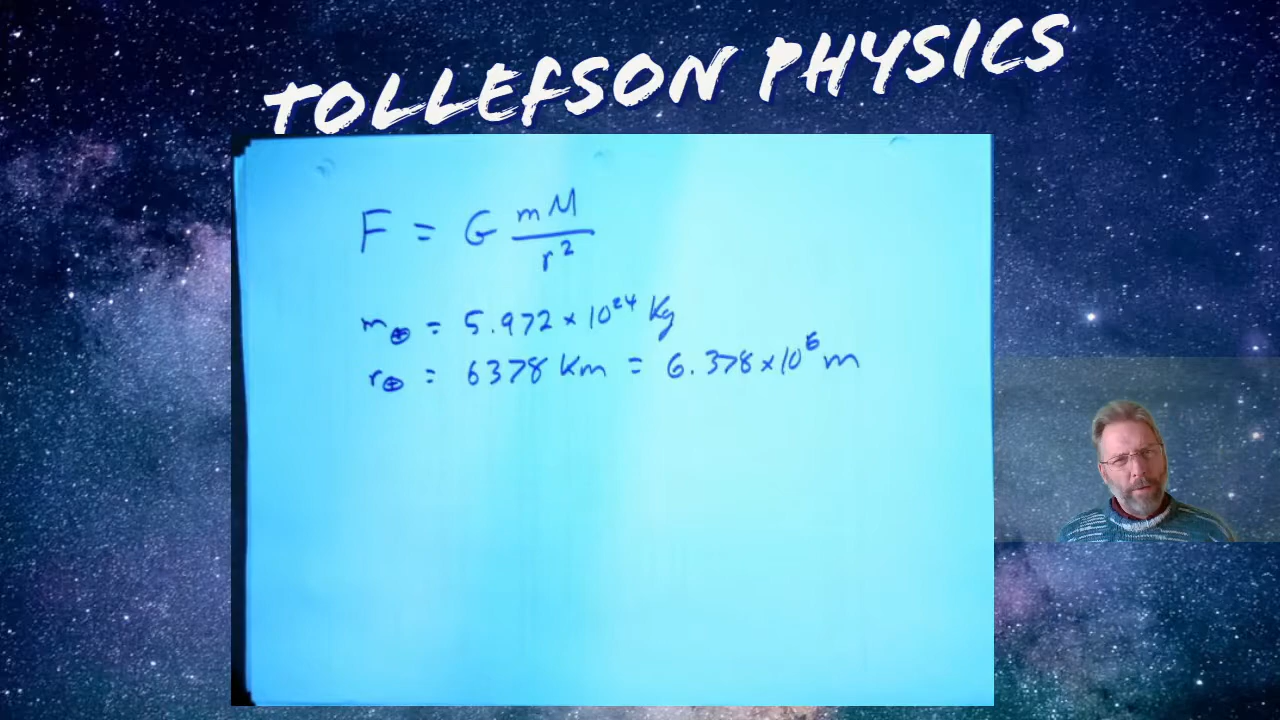 TOLLEFSON PHYSICS
F = G mM / r²
m⊕ = 5.972 × 10²⁴ Kg
r⊕ = 6378 Km = 6.378 × 10⁶ m